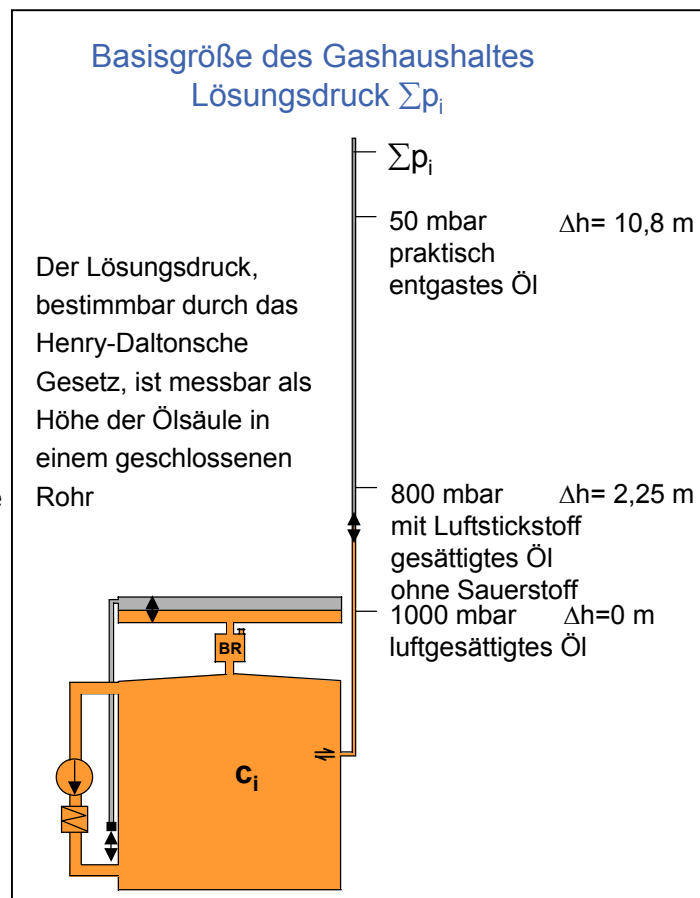 Basisgröße des Gashaushaltes
Lösungsdruck ∑pᵢ
∑pᵢ
50 mbar Δh= 10,8 m
praktisch
entgastes Öl
Der Lösungsdruck,
bestimmbar durch das
Henry-Daltonsche
Gesetz, ist messbar als
Höhe der Ölsäule in
einem geschlossenen
Rohr
e
800 mbar Δh= 2,25 m
mit Luftstickstoff
gesättigtes Öl
ohne Sauerstoff
1000 mbar Δh=0 m
luftgesättigtes Öl
BR
cᵢ